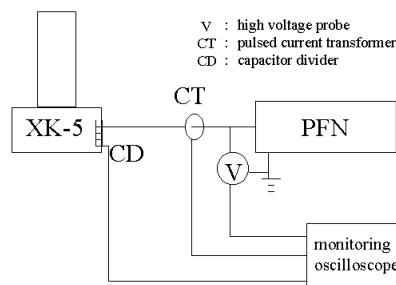 V : high voltage probe
CT : pulsed current transformer
CD : capacitor divider
CT
XK-5
PFN
CD
V
monitoring
oscilloscope